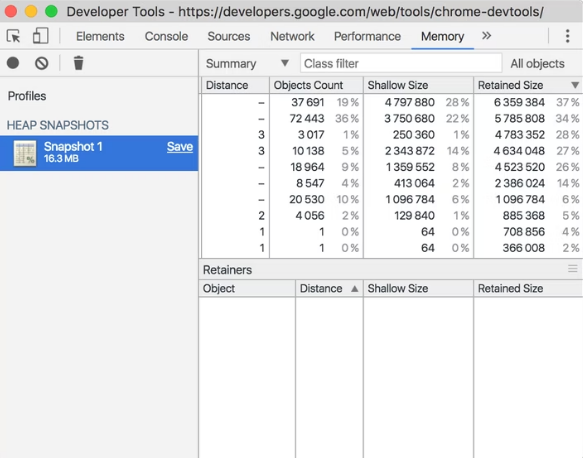 Developer Tools - https://developers.google.com/web/tools/chrome-devtools/
Elements Console Sources Network Performance Memory »
Summary ▼ Class filter All objects
Profiles
HEAP SNAPSHOTS
Snapshot 1 Save
16.3 MB
Distance Objects Count Shallow Size Retained Size ▼
– 37 691 19 % 4 797 880 28 % 6 359 384 37 %
– 72 443 36 % 3 750 680 22 % 5 785 808 34 %
3 3 017 1 % 250 360 1 % 4 783 352 28 %
3 10 138 5 % 2 343 872 14 % 4 634 048 27 %
– 18 964 9 % 1 359 552 8 % 4 523 520 26 %
– 8 547 4 % 413 064 2 % 2 386 024 14 %
– 20 530 10 % 1 096 784 6 % 1 096 784 6 %
2 4 056 2 % 129 840 1 % 885 368 5 %
1 1 0 % 64 0 % 708 856 4 %
1 1 0 % 64 0 % 366 008 2 %
Retainers
Object Distance ▲ Shallow Size Retained Size